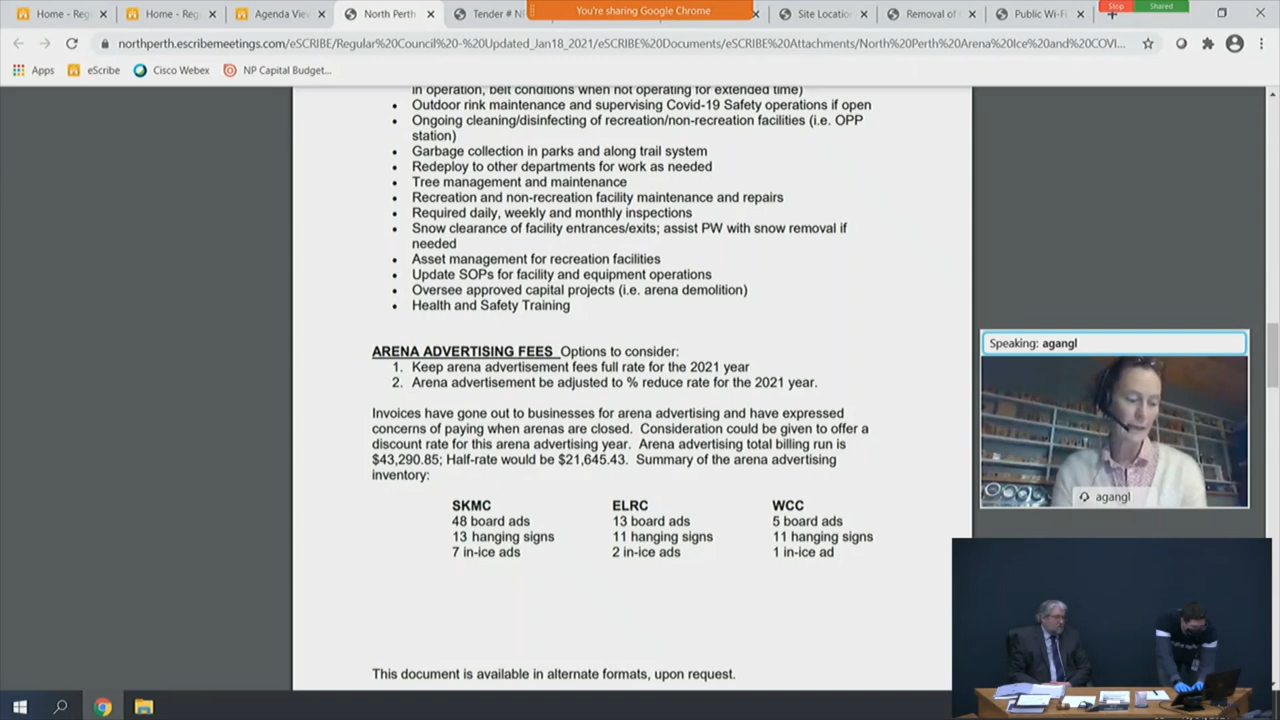 Home - Reg
Home - Reg
Agenda Vie
North Perth
Tender # N
You're sharing Google Chrome
Site Locatio
Removal of
Public Wi-Fi
Stop
Shared
northperth.escribemeetings.com/eSCRIBE/Regular%20Council%20-%20Updated_Jan18_2021/eSCRIBE%20Documents/eSCRIBE%20Attachments/North%20Perth%20Arena%20Ice%20and%20COVI...
Apps
eScribe
Cisco Webex
NP Capital Budget...
in operation, belt conditions when not operating for extended time)
• Outdoor rink maintenance and supervising Covid-19 Safety operations if open
• Ongoing cleaning/disinfecting of recreation/non-recreation facilities (i.e. OPP
station)
• Garbage collection in parks and along trail system
• Redeploy to other departments for work as needed
• Tree management and maintenance
• Recreation and non-recreation facility maintenance and repairs
• Required daily, weekly and monthly inspections
• Snow clearance of facility entrances/exits; assist PW with snow removal if
needed
• Asset management for recreation facilities
• Update SOPs for facility and equipment operations
• Oversee approved capital projects (i.e. arena demolition)
• Health and Safety Training
ARENA ADVERTISING FEES Options to consider:
1. Keep arena advertisement fees full rate for the 2021 year
2. Arena advertisement be adjusted to % reduce rate for the 2021 year.
Invoices have gone out to businesses for arena advertising and have expressed
concerns of paying when arenas are closed. Consideration could be given to offer a
discount rate for this arena advertising year. Arena advertising total billing run is
$43,290.85; Half-rate would be $21,645.43. Summary of the arena advertising
inventory:
SKMC ELRC WCC
48 board ads 13 board ads 5 board ads
13 hanging signs 11 hanging signs 11 hanging signs
7 in-ice ads 2 in-ice ads 1 in-ice ad
This document is available in alternate formats, upon request.
Speaking: agangl
agangl